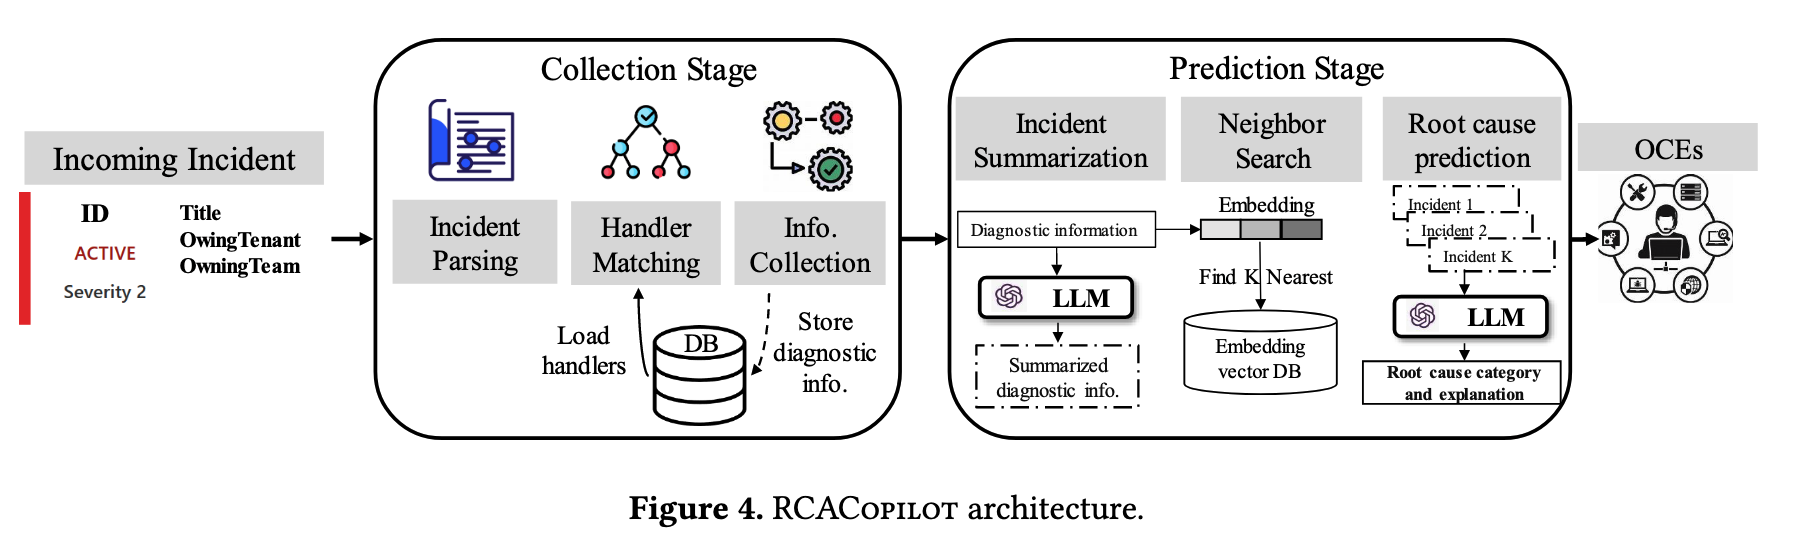 Incoming Incident
ID
ACTIVE
Severity 2
Title
OwingTenant
OwningTeam
Collection Stage
Incident
Parsing
Handler
Matching
Info.
Collection
Load
handlers
DB
Store
diagnostic
info.
Prediction Stage
Incident
Summarization
Diagnostic information
LLM
Summarized
diagnostic info.
Neighbor
Search
Embedding
Find K Nearest
Embedding
vector DB
Root cause
prediction
Incident 1
Incident 2
Incident K
LLM
Root cause category
and explanation
OCEs
Figure 4. RCACOPILOT architecture.